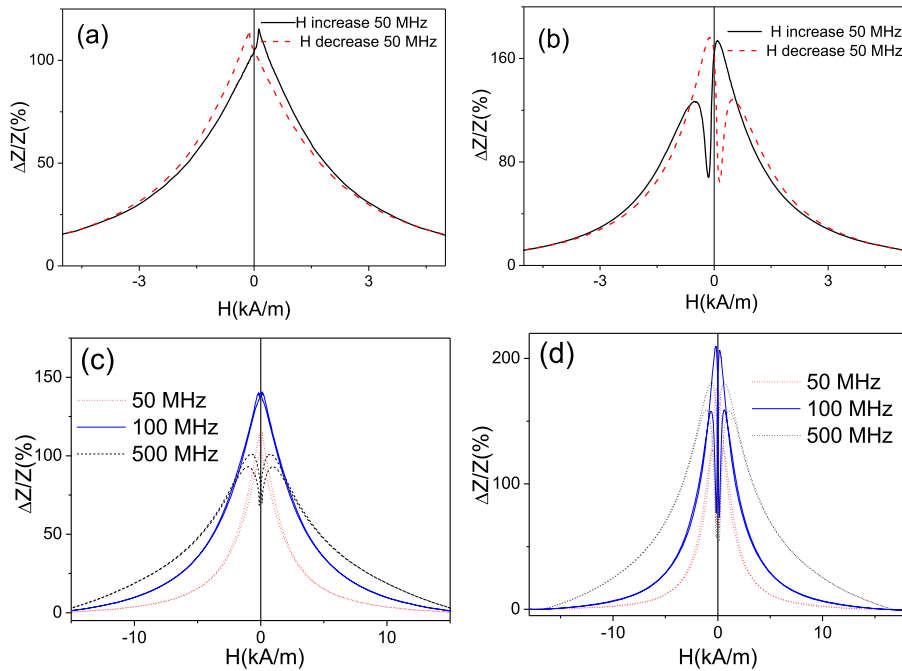 (a)
H increase 50 MHz
H decrease 50 MHz
100
50
0
ΔZ/Z(%)
-3
0
3
H(kA/m)
(b)
H increase 50 MHz
H decrease 50 MHz
160
80
0
ΔZ/Z(%)
-3
0
3
H(kA/m)
(c)
50 MHz
100 MHz
500 MHz
150
100
50
0
ΔZ/Z(%)
-10
0
10
H(kA/m)
(d)
50 MHz
100 MHz
500 MHz
200
100
0
ΔZ/Z(%)
-10
0
10
H(kA/m)